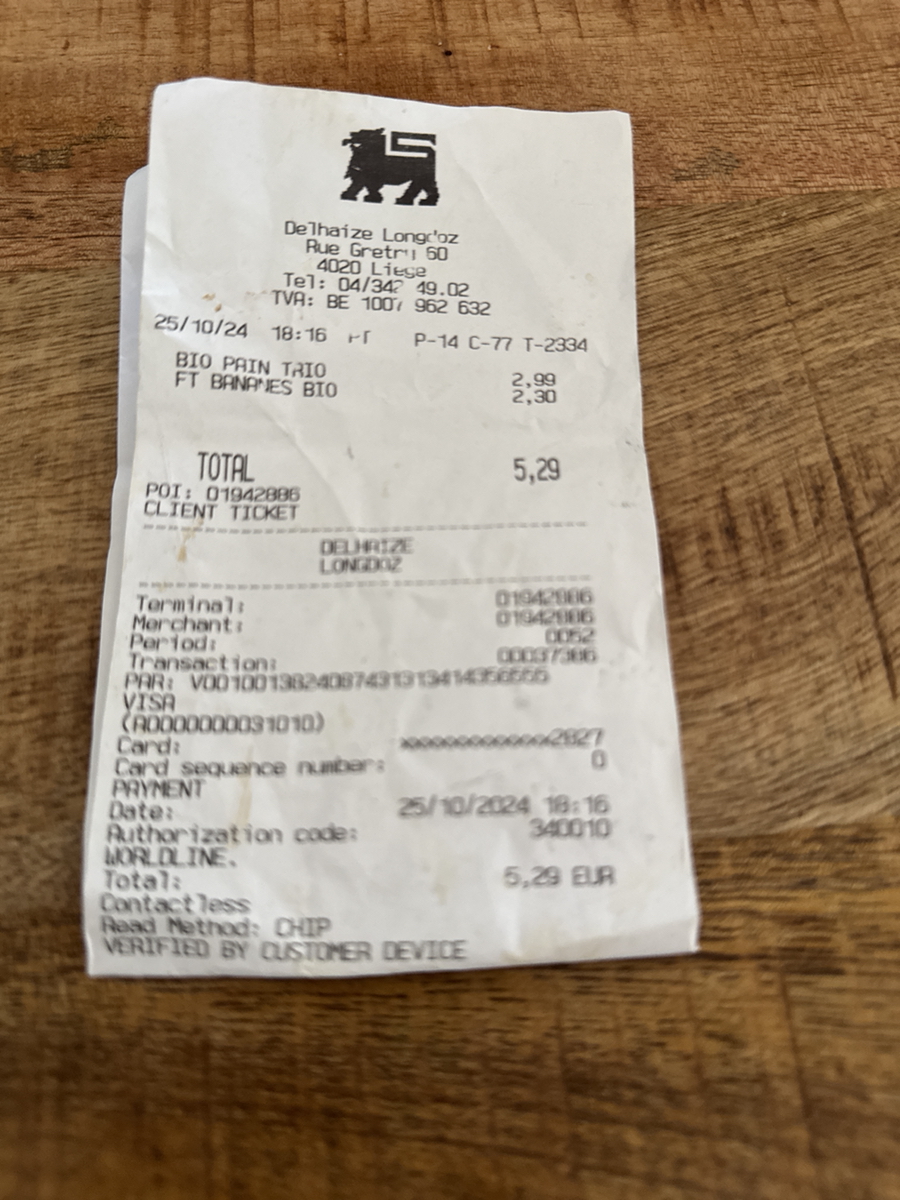 Delhaize Longdoz
Rue Gretry 60
4020 Liege
Tel: 04/342 49.02
TVA: BE 1007 962 632
25/10/24 18:16 P-14 C-77 T-2334
BIO PAIN TRIO 2,99
FT BANANES BIO 2,30
TOTAL 5,29
POI: 01942886
CLIENT TICKET
DELHAIZE
LONGDOZ
Terminal: 01942886
Merchant: 01942886
Period: 0052
Transaction: 00037386
PAR:
VISA
(A0000000031010)
Card: xxxxxxxxxxxx2827
Card sequence number: 0
PAYMENT
Date: 25/10/2024 18:16
Authorization code: 340010
WORLDLINE.
Total: 5,29 EUR
Contactless
Read Method: CHIP
VERIFIED BY CUSTOMER DEVICE